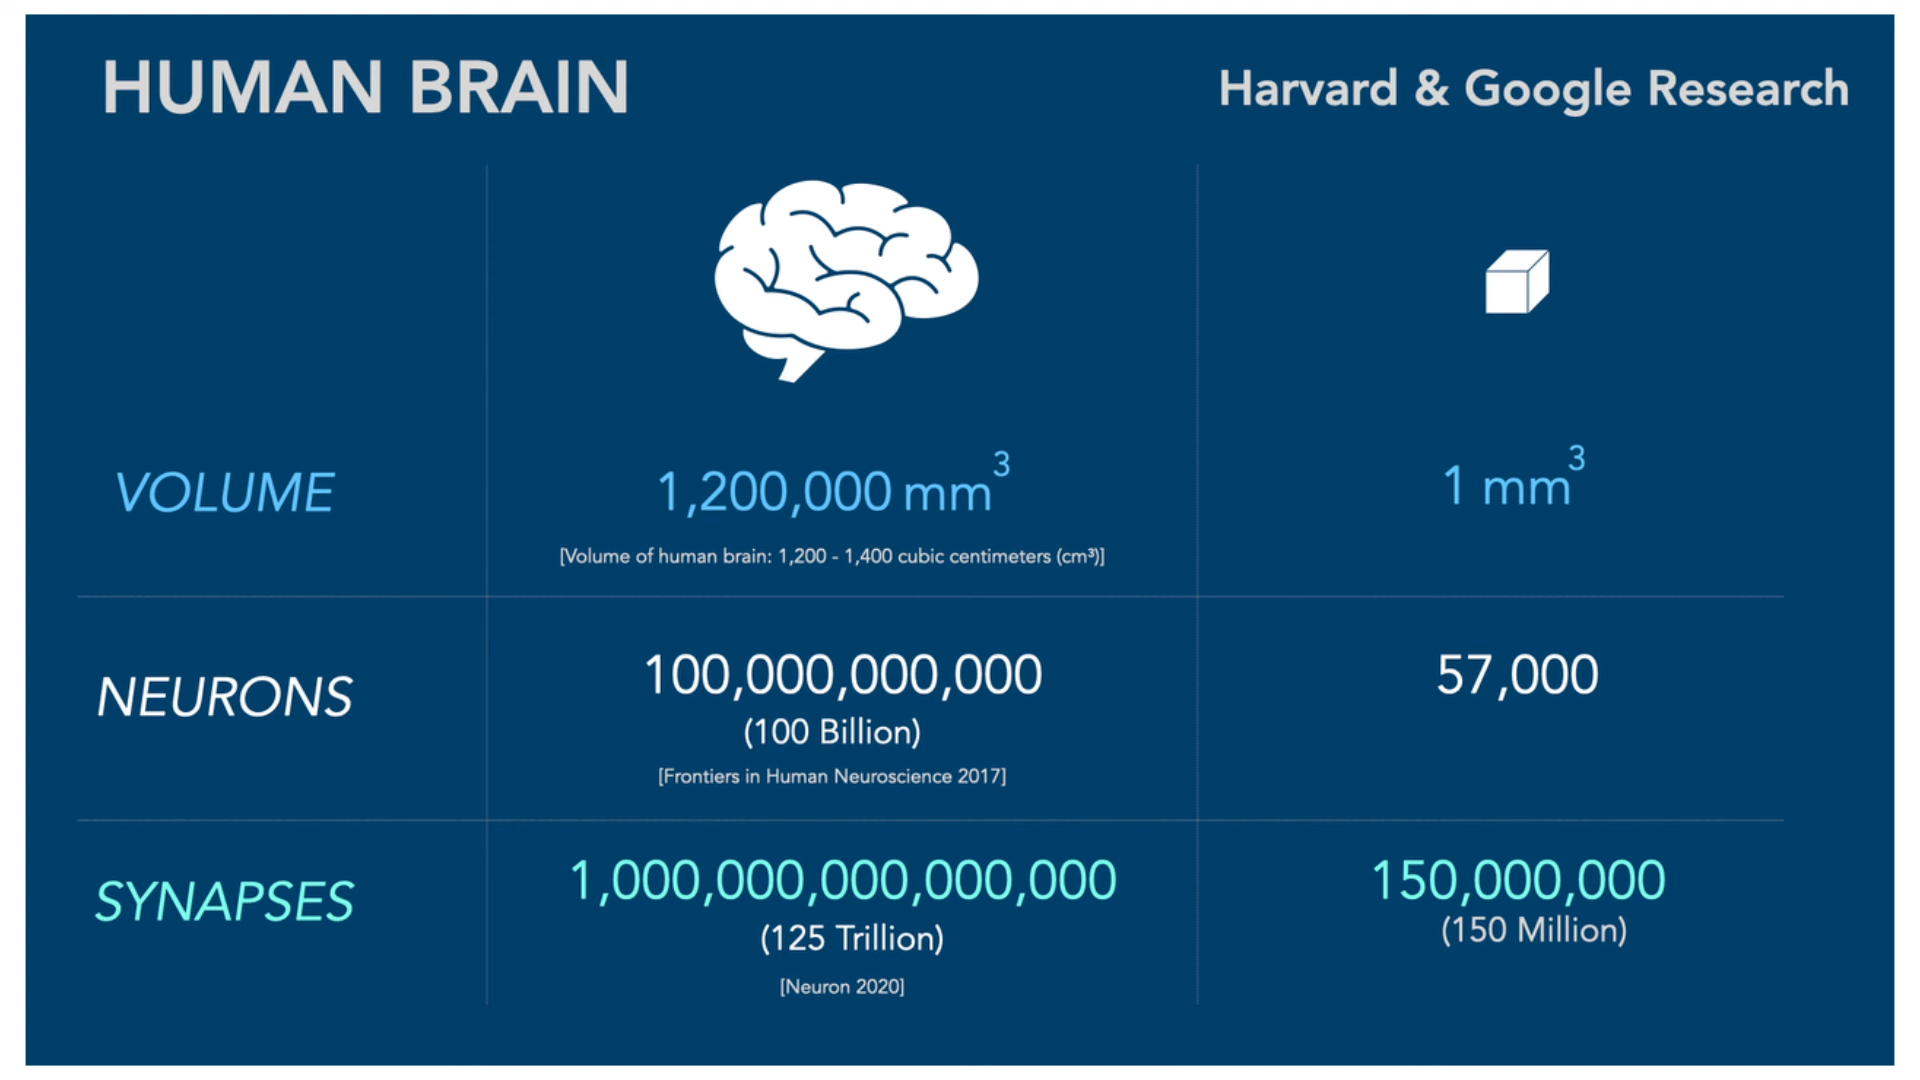 HUMAN BRAIN
Harvard & Google Research
VOLUME
1,200,000 mm³
[Volume of human brain: 1,200 - 1,400 cubic centimeters (cm³)]
1 mm³
NEURONS
100,000,000,000
(100 Billion)
[Frontiers in Human Neuroscience 2017]
57,000
SYNAPSES
1,000,000,000,000,000
(125 Trillion)
[Neuron 2020]
150,000,000
(150 Million)